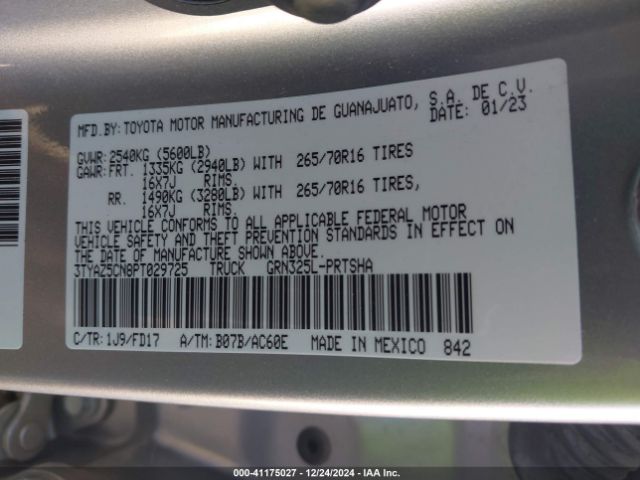 MFD.BY: TOYOTA MOTOR MANUFACTURING DE GUANAJUATO, S.A. DE C.V.
DATE: 01/23
GVWR: 2540KG (5600LB)
GAWR: FRT. 1335KG (2940LB) WITH 265/70R16 TIRES
16X7J RIMS,
RR. 1490KG (3280LB) WITH 265/70R16 TIRES,
16X7J RIMS.
THIS VEHICLE CONFORMS TO ALL APPLICABLE FEDERAL MOTOR
VEHICLE SAFETY AND THEFT PREVENTION STANDARDS IN EFFECT ON
THE DATE OF MANUFACTURE SHOWN ABOVE.
3TYAZ5CN8PT029725 TRUCK GRN325L-PRTSHA
C/TR: 1J9/FD17 A/TM: B07B/AC60E MADE IN MEXICO 842
000-41175027 • 12/24/2024 • IAA Inc.